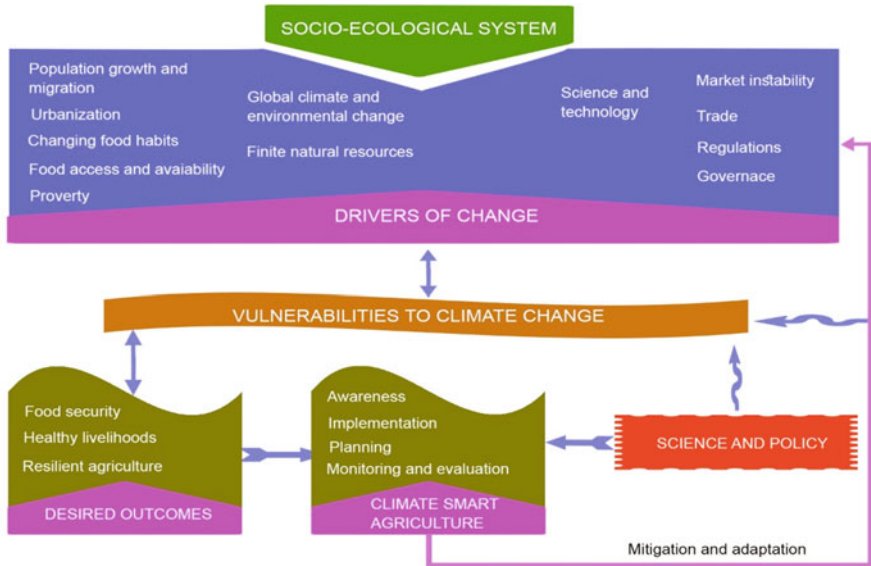 SOCIO-ECOLOGICAL SYSTEM
Population growth and
migration
Urbanization
Changing food habits
Food access and avaiability
Proverty
Global climate and
environmental change
Finite natural resources
Science and
technology
Market instability
Trade
Regulations
Governace
DRIVERS OF CHANGE
VULNERABILITIES TO CLIMATE CHANGE
Food security
Healthy livelihoods
Resilient agriculture
DESIRED OUTCOMES
Awareness
Implementation
Planning
Monitoring and evaluation
CLIMATE SMART
AGRICULTURE
SCIENCE AND POLICY
Mitigation and adaptation